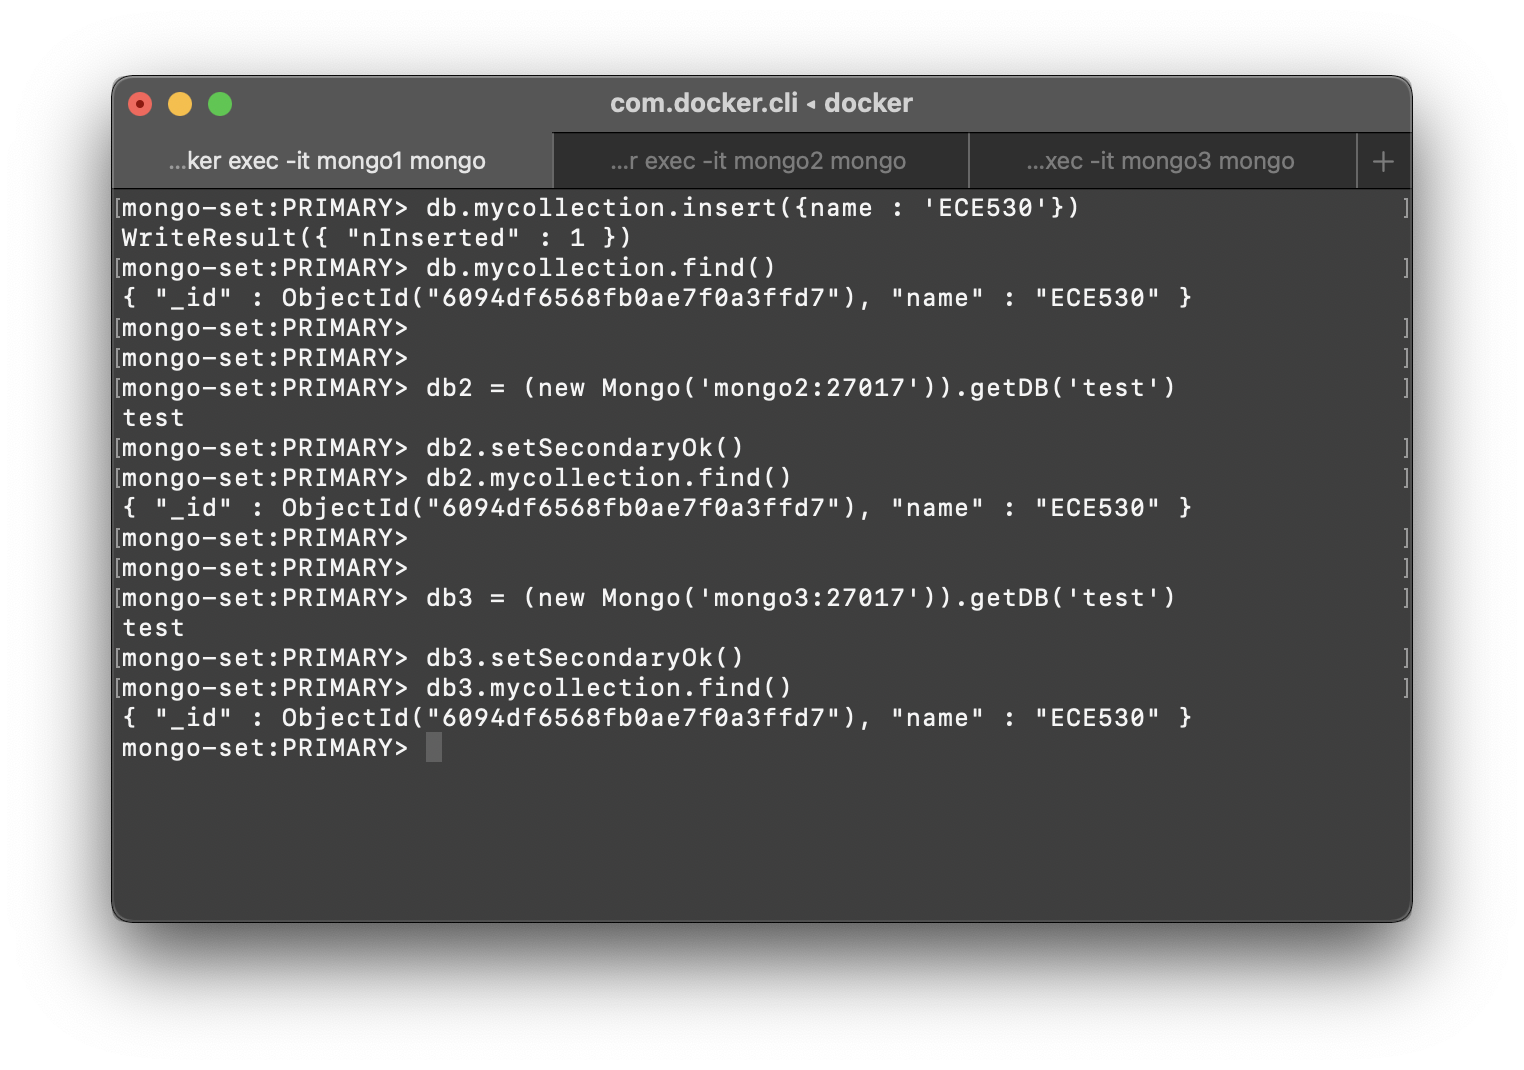 com.docker.cli ◂ docker
...ker exec -it mongo1 mongo
...r exec -it mongo2 mongo
...xec -it mongo3 mongo
+
[mongo-set:PRIMARY> db.mycollection.insert({name : 'ECE530'}) ]
WriteResult({ "nInserted" : 1 })
[mongo-set:PRIMARY> db.mycollection.find() ]
{ "_id" : ObjectId("6094df6568fb0ae7f0a3ffd7"), "name" : "ECE530" }
[mongo-set:PRIMARY> ]
[mongo-set:PRIMARY> ]
[mongo-set:PRIMARY> db2 = (new Mongo('mongo2:27017')).getDB('test') ]
test
[mongo-set:PRIMARY> db2.setSecondaryOk() ]
[mongo-set:PRIMARY> db2.mycollection.find() ]
{ "_id" : ObjectId("6094df6568fb0ae7f0a3ffd7"), "name" : "ECE530" }
[mongo-set:PRIMARY> ]
[mongo-set:PRIMARY> ]
[mongo-set:PRIMARY> db3 = (new Mongo('mongo3:27017')).getDB('test') ]
test
[mongo-set:PRIMARY> db3.setSecondaryOk() ]
[mongo-set:PRIMARY> db3.mycollection.find() ]
{ "_id" : ObjectId("6094df6568fb0ae7f0a3ffd7"), "name" : "ECE530" }
mongo-set:PRIMARY>